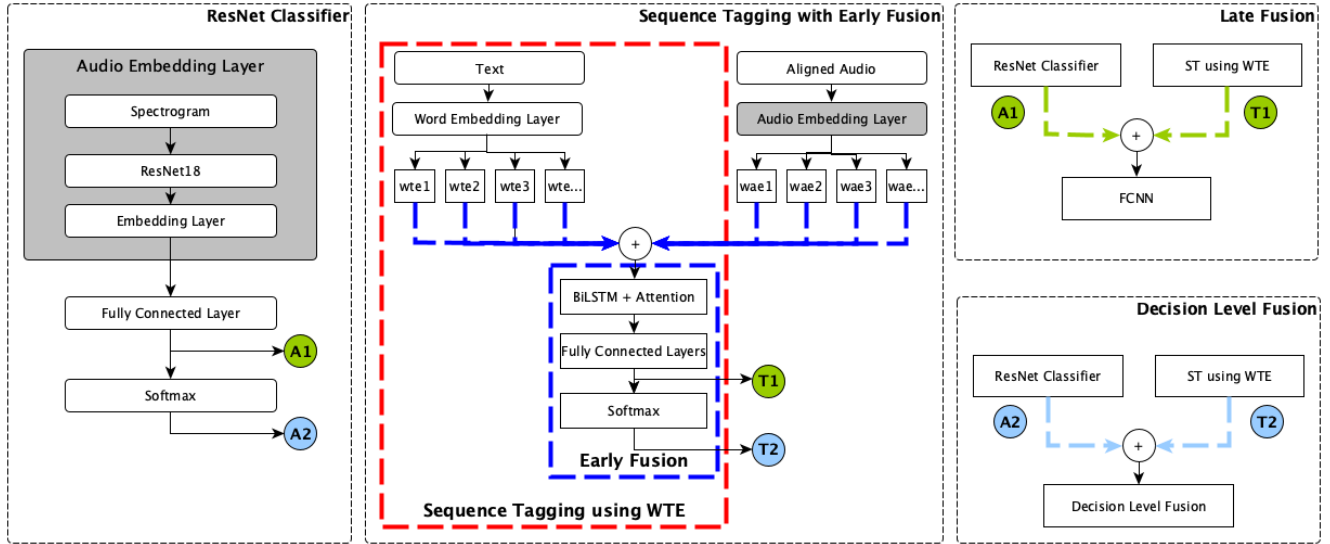 ResNet Classifier
Audio Embedding Layer
Spectrogram
ResNet18
Embedding Layer
Fully Connected Layer
A1
Softmax
A2
Sequence Tagging with Early Fusion
Text
Aligned Audio
Word Embedding Layer
Audio Embedding Layer
wte1 wte2 wte3 wte...
wae1 wae2 wae3 wae...
+
BiLSTM + Attention
Fully Connected Layers
T1
Softmax
T2
Early Fusion
Sequence Tagging using WTE
Late Fusion
ResNet Classifier
ST using WTE
A1
T1
+
FCNN
Decision Level Fusion
ResNet Classifier
ST using WTE
A2
T2
+
Decision Level Fusion